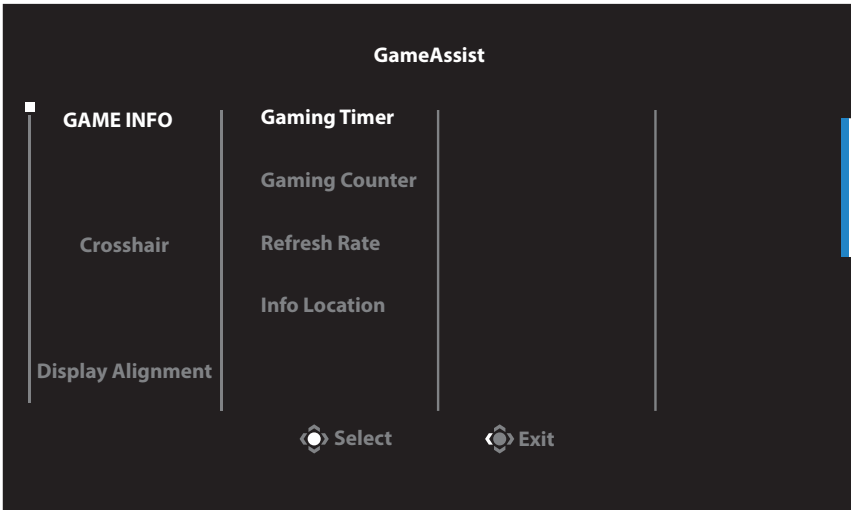 GameAssist
GAME INFO
Crosshair
Display Alignment
Gaming Timer
Gaming Counter
Refresh Rate
Info Location
Select
Exit